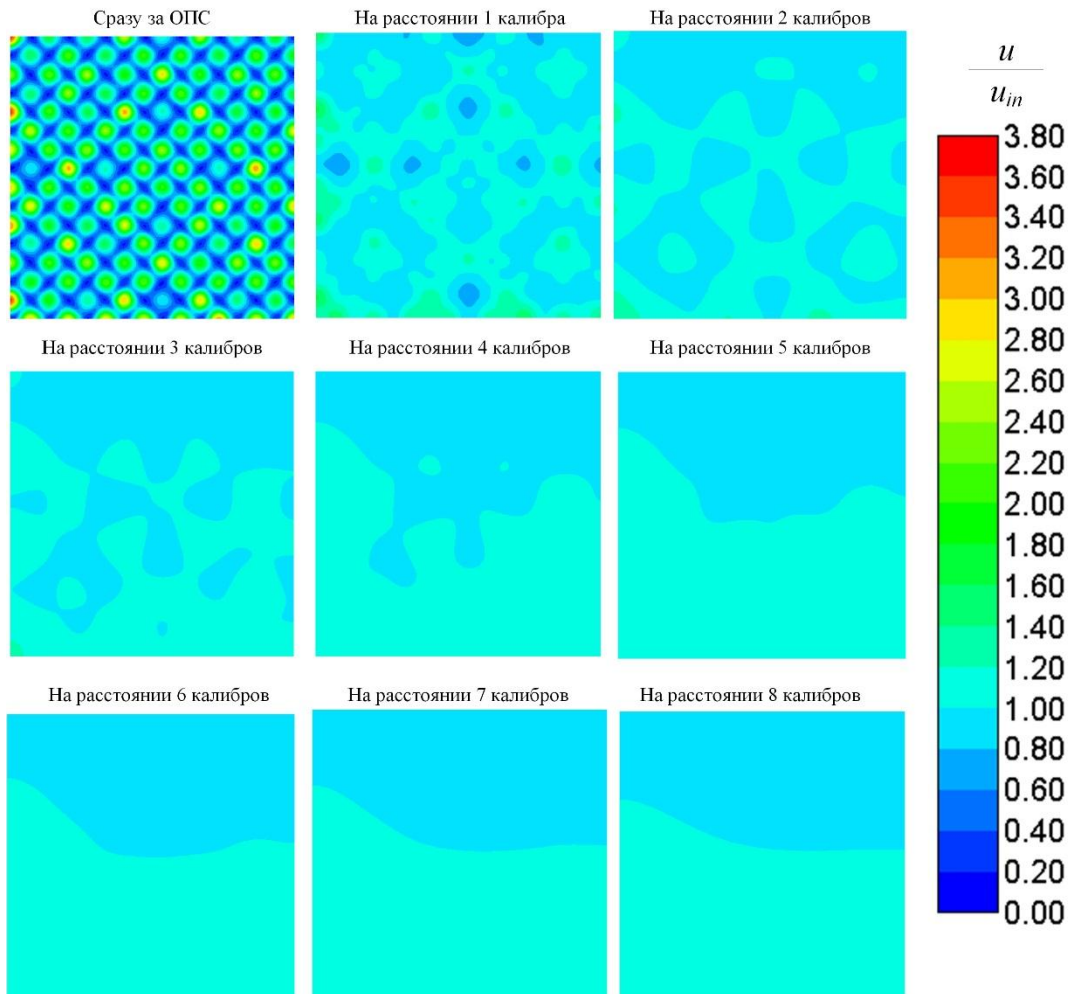 Сразу за ОПС
На расстоянии 1 калибра
На расстоянии 2 калибров
u
u_in
3.80
3.60
3.40
3.20
3.00
2.80
2.60
2.40
2.20
2.00
1.80
1.60
1.40
1.20
1.00
0.80
0.60
0.40
0.20
0.00
На расстоянии 3 калибров
На расстоянии 4 калибров
На расстоянии 5 калибров
На расстоянии 6 калибров
На расстоянии 7 калибров
На расстоянии 8 калибров